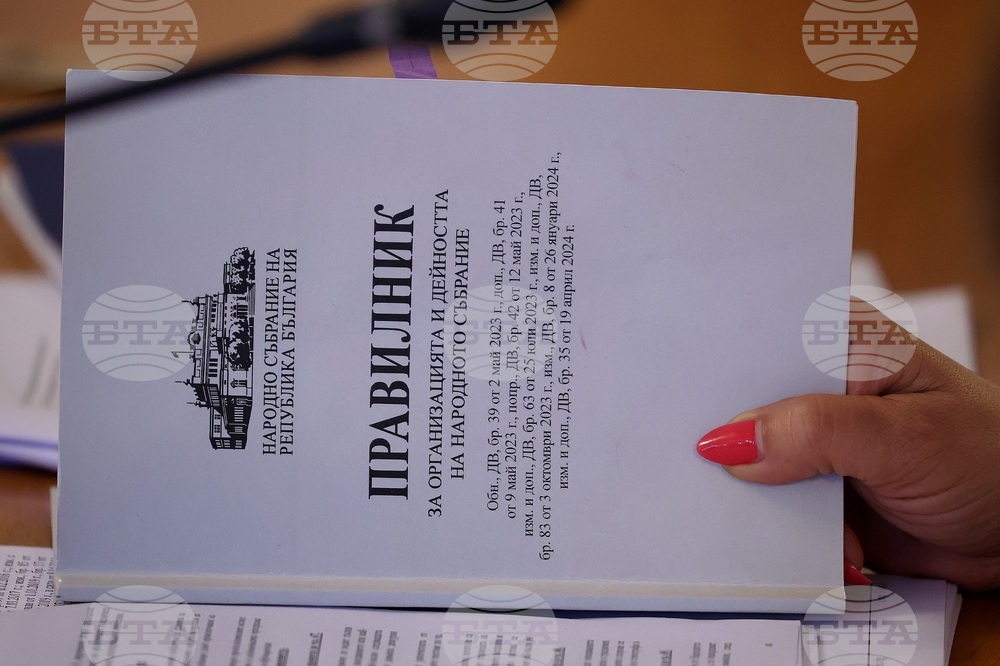 НАРОДНО СЪБРАНИЕ НА
РЕПУБЛИКА БЪЛГАРИЯ
ПРАВИЛНИК
ЗА ОРГАНИЗАЦИЯТА И ДЕЙНОСТТА
НА НАРОДНОТО СЪБРАНИЕ
Обн., ДВ, бр. 39 от 2 май 2023 г., доп., ДВ, бр. 41
от 9 май 2023 г., попр., ДВ, бр. 42 от 12 май 2023 г.,
изм. и доп., ДВ, бр. 63 от 25 юли 2023 г., изм. и доп., ДВ,
бр. 83 от 3 октомври 2023 г., изм., ДВ, бр. 8 от 26 януари 2024 г.,
изм. и доп., ДВ, бр. 35 от 19 април 2024 г.
БТА
БТА
БТА
БТА
БТА
БТА
БТА
БТА
БТА